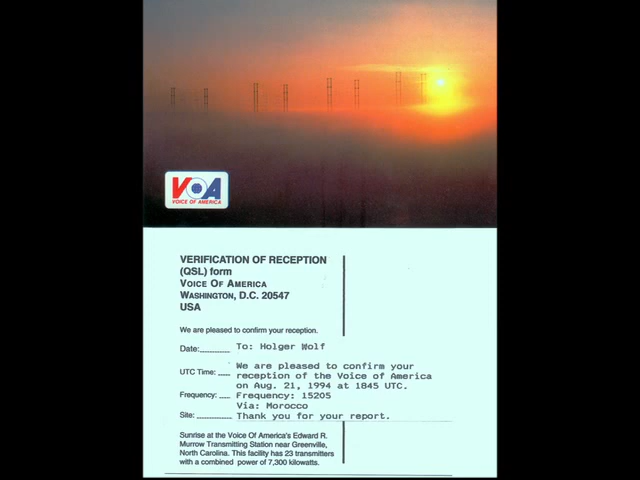 VOA
VOICE OF AMERICA
VERIFICATION OF RECEPTION
(QSL) form
VOICE OF AMERICA
WASHINGTON, D.C. 20547
USA
We are pleased to confirm your reception.
Date: To: Holger Wolf
We are pleased to confirm your
UTC Time: reception of the Voice of America
on Aug. 21, 1994 at 1845 UTC.
Frequency: Frequency: 15205
Via: Morocco
Site: Thank you for your report.
Sunrise at the Voice Of America's Edward R.
Murrow Transmitting Station near Greenville,
North Carolina. This facility has 23 transmitters
with a combined power of 7,300 kilowatts.